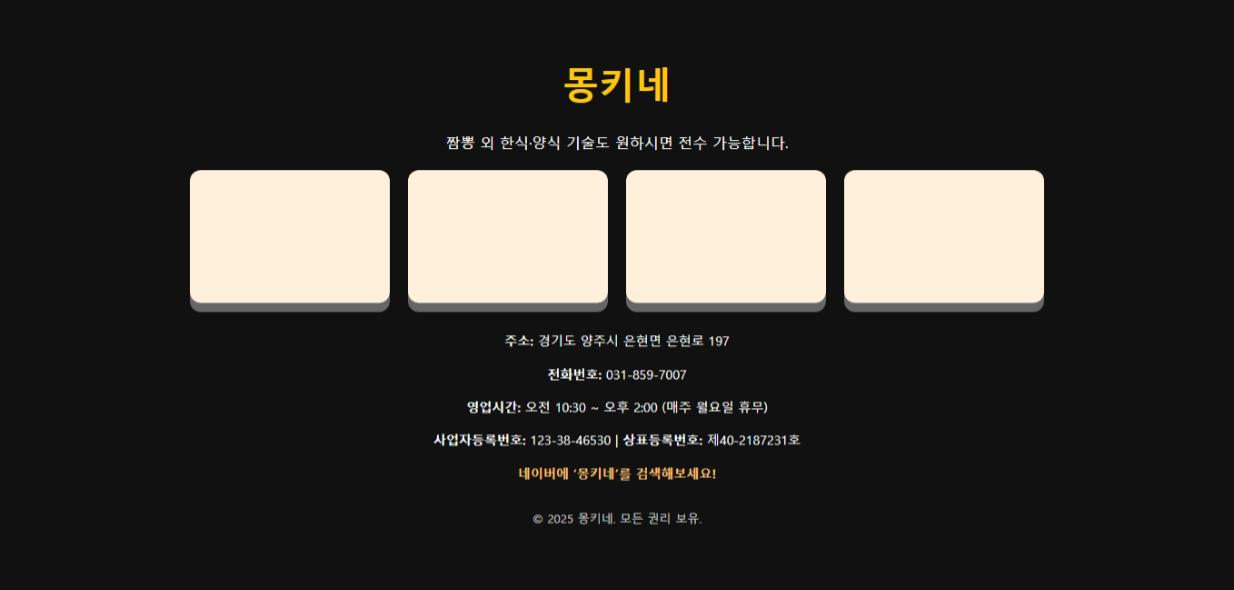 몽키네
짬뽕 외 한식·양식 기술도 원하시면 전수 가능합니다.
주소: 경기도 양주시 은현면 은현로 197
전화번호: 031-859-7007
영업시간: 오전 10:30 ~ 오후 2:00 (매주 월요일 휴무)
사업자등록번호: 123-38-46530 | 상표등록번호: 제40-2187231호
네이버에 ‘몽키네’를 검색해보세요!
© 2025 몽키네. 모든 권리 보유.